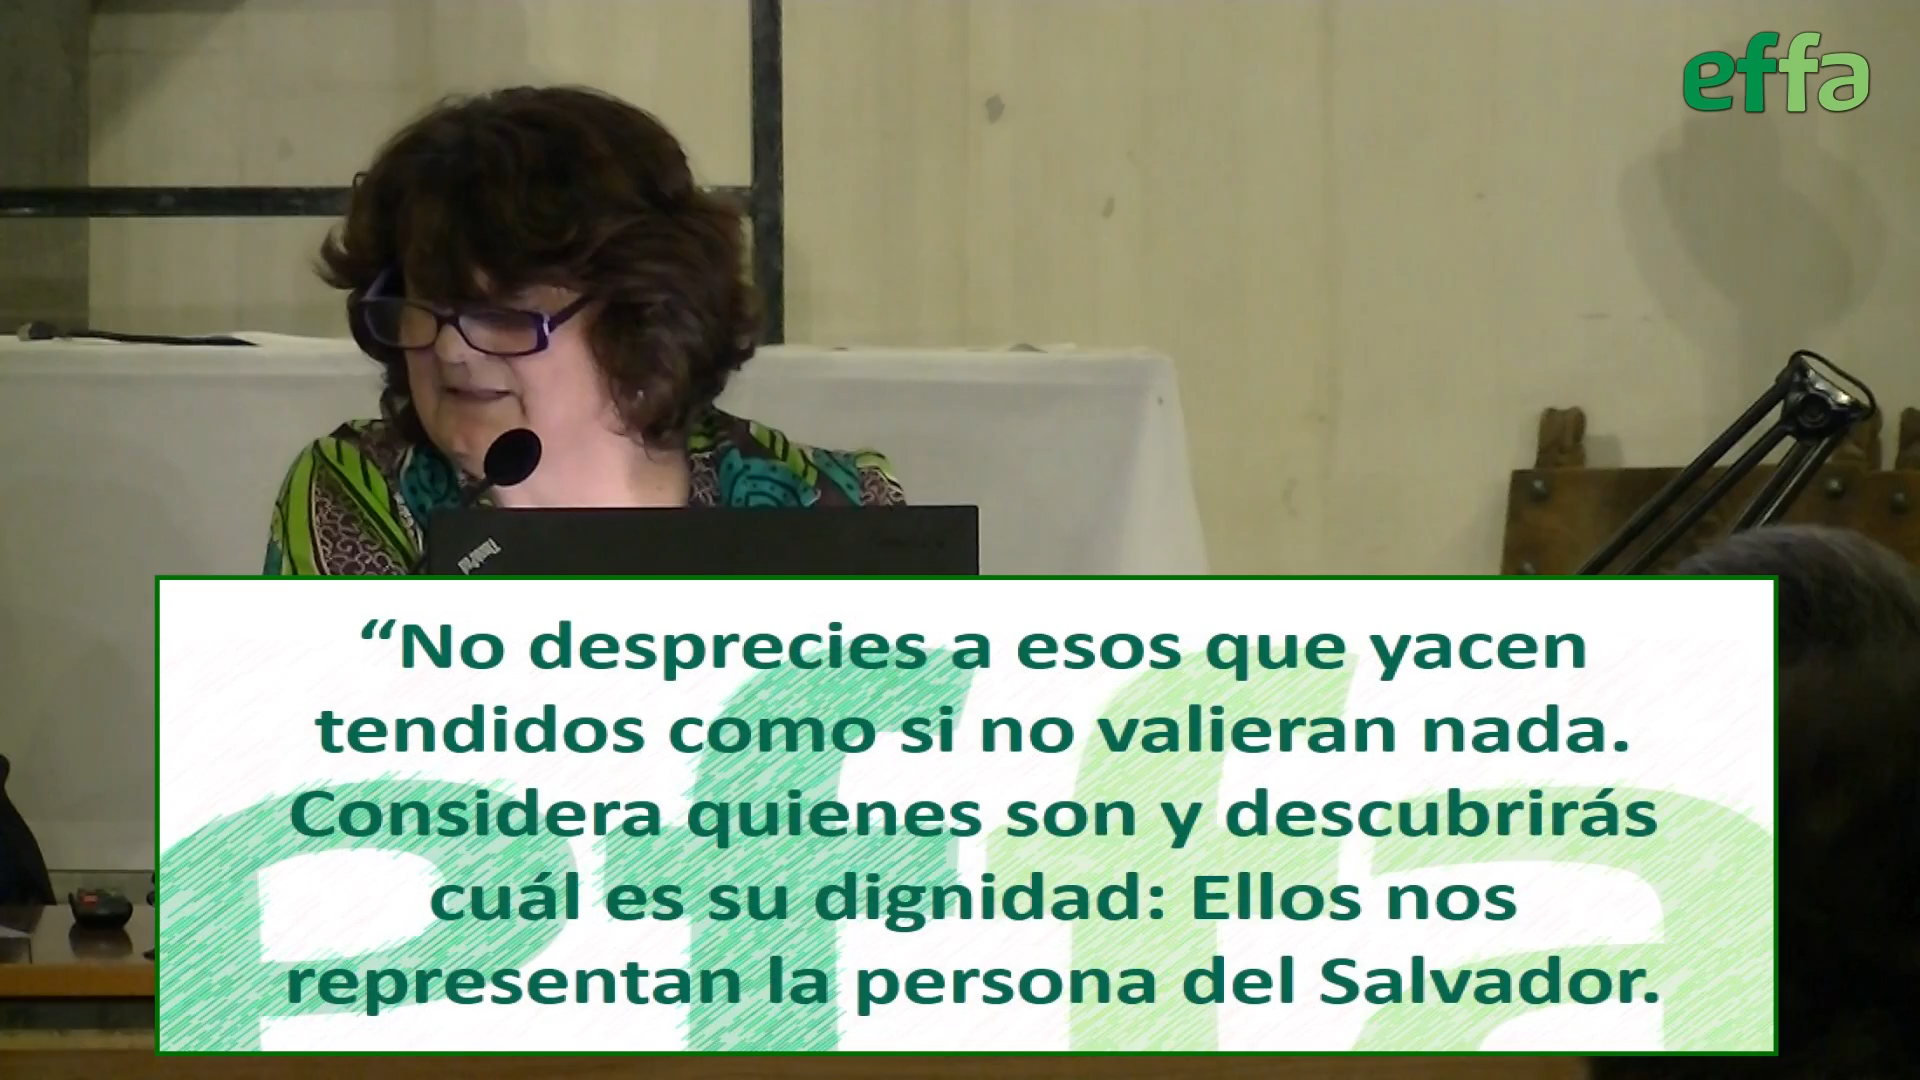 effa
ThinkPad
“No desprecies a esos que yacen
tendidos como si no valieran nada.
Considera quienes son y descubrirás
cuál es su dignidad: Ellos nos
representan la persona del Salvador.